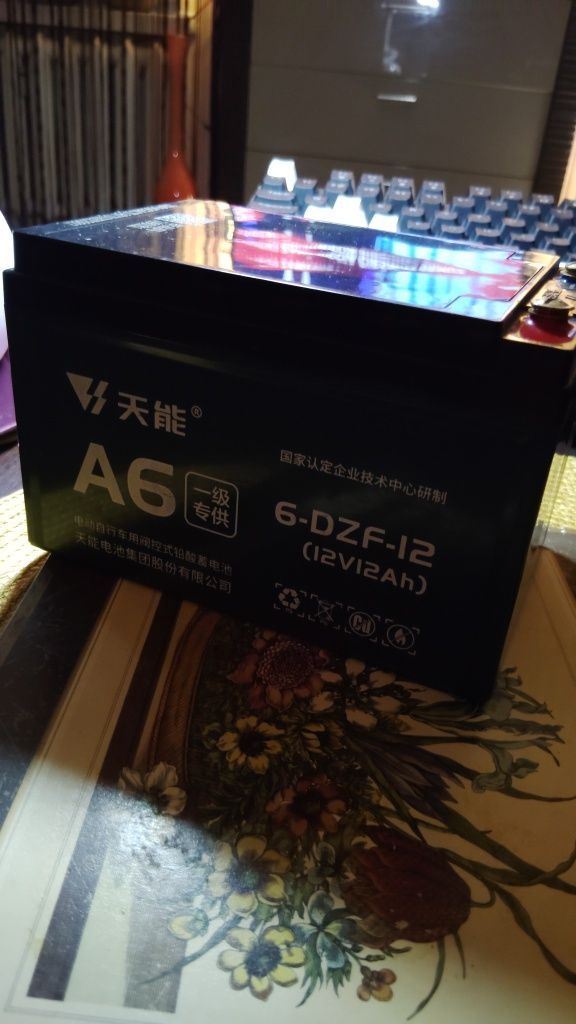 天能®
A6
一级
专供
电动自行车用阀控式铅酸蓄电池
天能电池集团股份有限公司
国家认定企业技术中心研制
6-DZF-12
(12V12Ah)
Cd